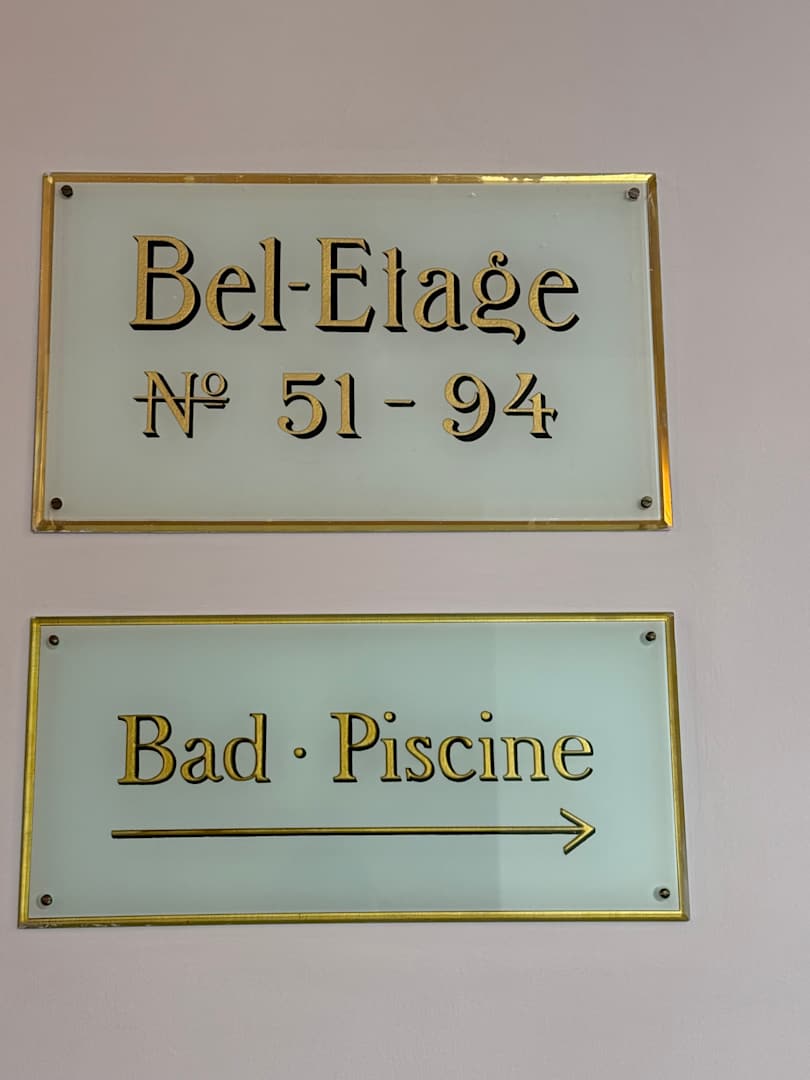 Bel-Etage
Nº 51 - 94
Bad · Piscine